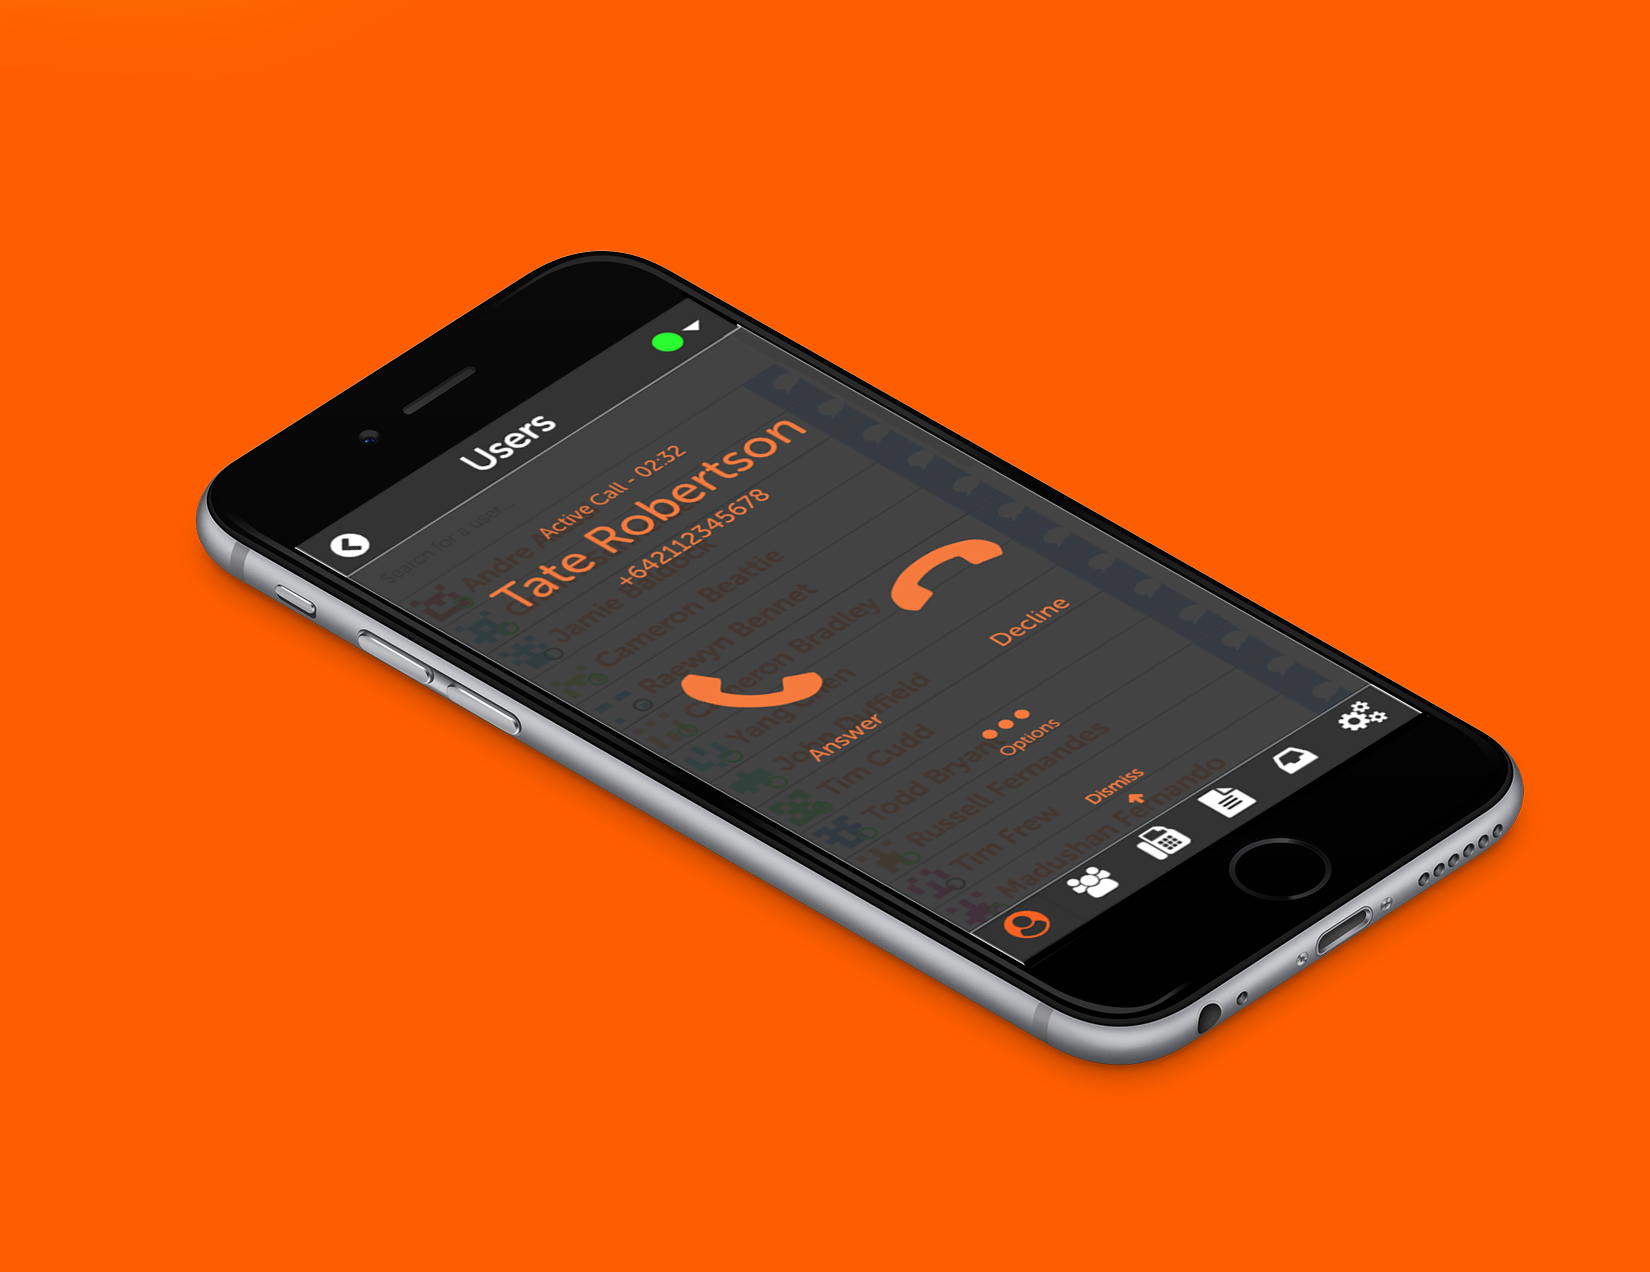 Users
Search for a user...
Active Call - 02:32
Tate Robertson
+642112345678
Andre
Jamie Baldock
Cameron Beattie
Raewyn Bennet
Cameron Bradley
Yang Chen
John Duffield
Tim Cudd
Todd Bryant
Russell Fernandes
Tim Frew
Madushan Fernando
Answer
Decline
Options
Dismiss